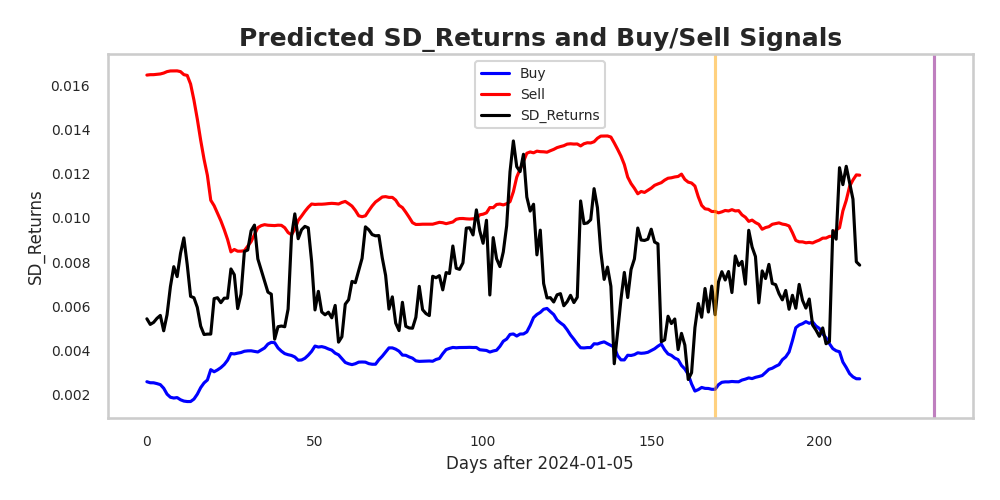 Predicted SD_Returns and Buy/Sell Signals
Buy
Sell
SD_Returns
0.016
0.014
0.012
0.010
0.008
0.006
0.004
0.002
SD_Returns
0 50 100 150 200
Days after 2024-01-05